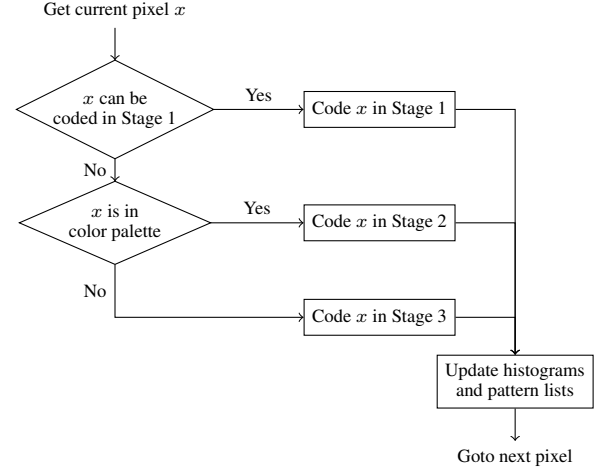 Get current pixel x
x can be
coded in Stage 1
Yes
Code x in Stage 1
No
x is in
color palette
Yes
Code x in Stage 2
No
Code x in Stage 3
Update histograms
and pattern lists
Goto next pixel